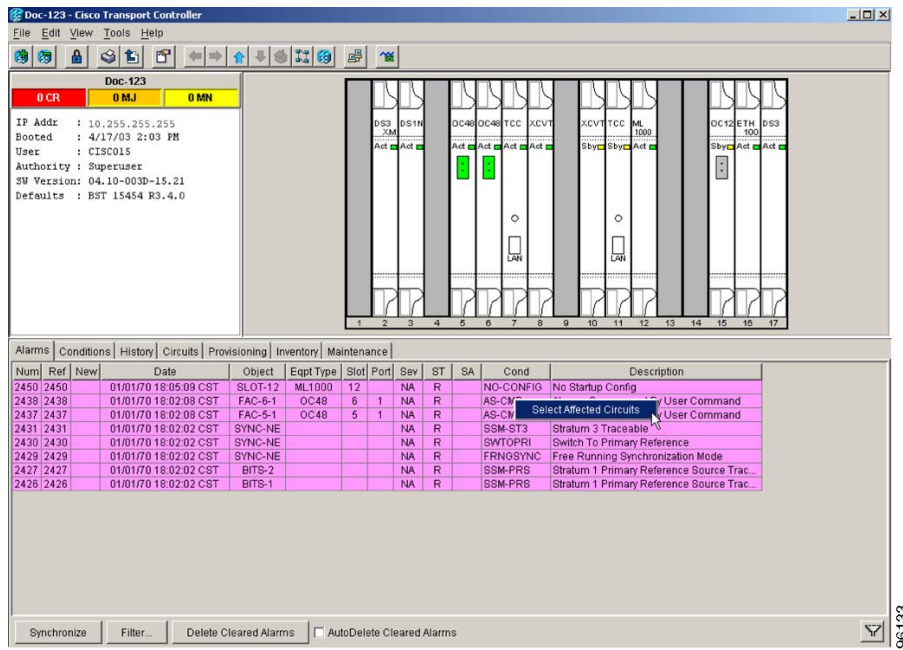 Doc-123 - Cisco Transport Controller
File Edit View Tools Help
Doc-123
0 CR 0 MJ 0 MN
IP Addr : 10.255.255.255
Booted : 4/17/03 2:03 PM
User : CISCO15
Authority : Superuser
SW Version: 04.10-003D-15.21
Defaults : BST 15454 R3.4.0
DS3 XM DS1N OC48 OC48 TCC XCVT XCVT TCC ML 1000 OC12 ETH 100 DS3
Act Act Act Act Act Act Sby Sby Act Sby Act Act
LAN LAN
1 2 3 4 5 6 7 8 9 10 11 12 13 14 15 16 17
Alarms Conditions History Circuits Provisioning Inventory Maintenance
Num Ref New Date Object Eqpt Type Slot Port Sev ST SA Cond Description
2450 2450 01/01/70 18:05:09 CST SLOT-12 ML1000 12 NA R NO-CONFIG No Startup Config
2438 2438 01/01/70 18:02:08 CST FAC-6-1 OC48 6 1 NA R By User Command
2437 2437 01/01/70 18:02:08 CST FAC-5-1 OC48 5 1 NA R AS-CM y User Command
Select Affected Circuits
2431 2431 01/01/70 18:02:02 CST SYNC-NE NA R SSM-ST3 Stratum 3 Traceable
2430 2430 01/01/70 18:02:02 CST SYNC-NE NA R SWTOPRI Switch To Primary Reference
2429 2429 01/01/70 18:02:02 CST SYNC-NE NA R FRNGSYNC Free Running Synchronization Mode
2427 2427 01/01/70 18:02:02 CST BITS-2 NA R SSM-PRS Stratum 1 Primary Reference Source Trac...
2426 2426 01/01/70 18:02:02 CST BITS-1 NA R SSM-PRS Stratum 1 Primary Reference Source Trac...
Synchronize Filter... Delete Cleared Alarms AutoDelete Cleared Alarms
96133